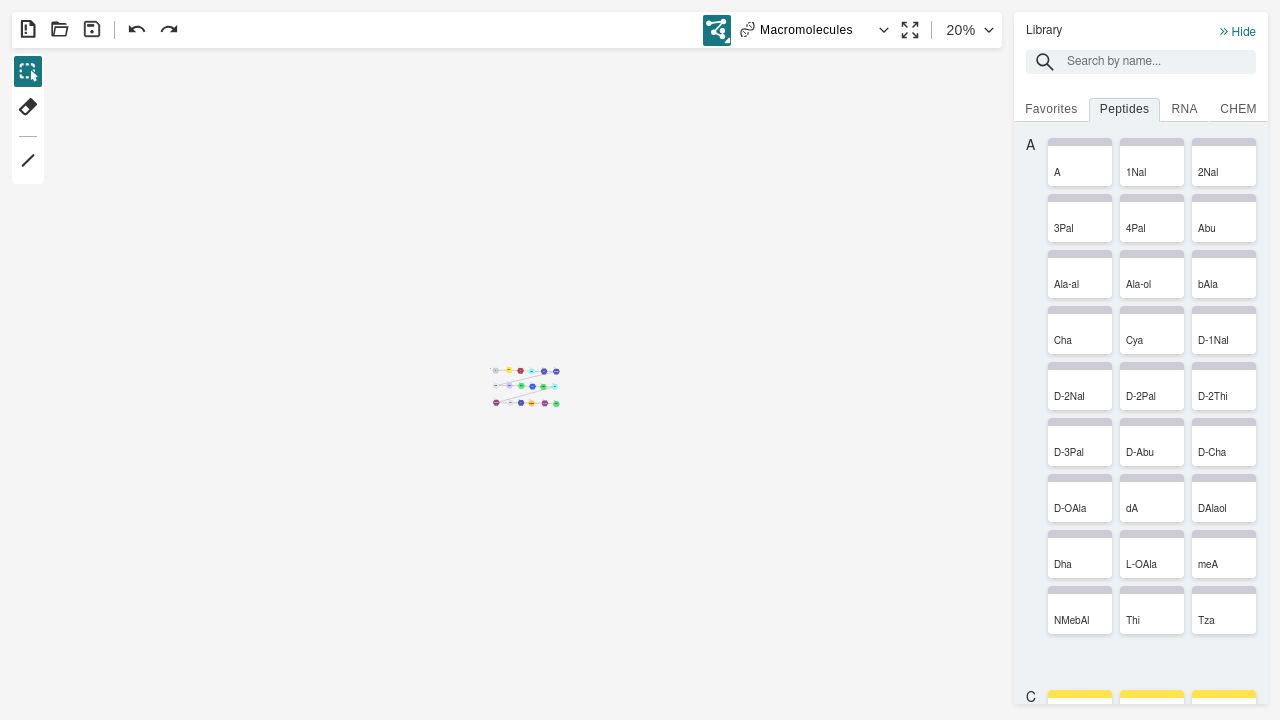 Macromolecules
20%
Library
Hide
Search by name...
Favorites
Peptides
RNA
CHEM
A
A
1Nal
2Nal
3Pal
4Pal
Abu
Ala-al
Ala-ol
bAla
Cha
Cya
D-1Nal
D-2Nal
D-2Pal
D-2Thi
D-3Pal
D-Abu
D-Cha
D-OAla
dA
DAlaol
Dha
L-OAla
meA
NMebAl
Thi
Tza
C